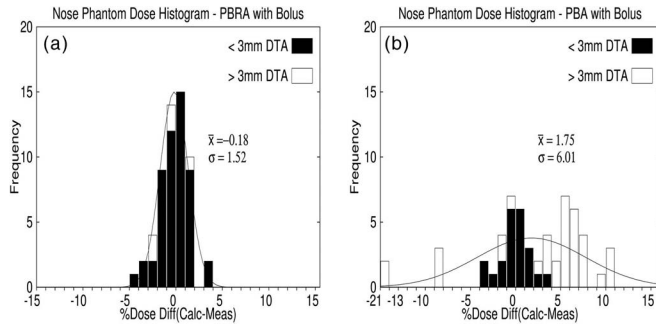 Nose Phantom Dose Histogram - PBRA with Bolus
(a)
< 3mm DTA
> 3mm DTA
x̄ =–0.18
σ = 1.52
Frequency
20
15
10
5
0
-15 -10 -5 0 5 10 15
%Dose Diff(Calc-Meas)
Nose Phantom Dose Histogram - PBA with Bolus
(b)
< 3mm DTA
> 3mm DTA
x̄ = 1.75
σ = 6.01
Frequency
20
15
10
5
0
-21 -13 -10 -5 0 5 10 15
%Dose Diff(Calc-Meas)